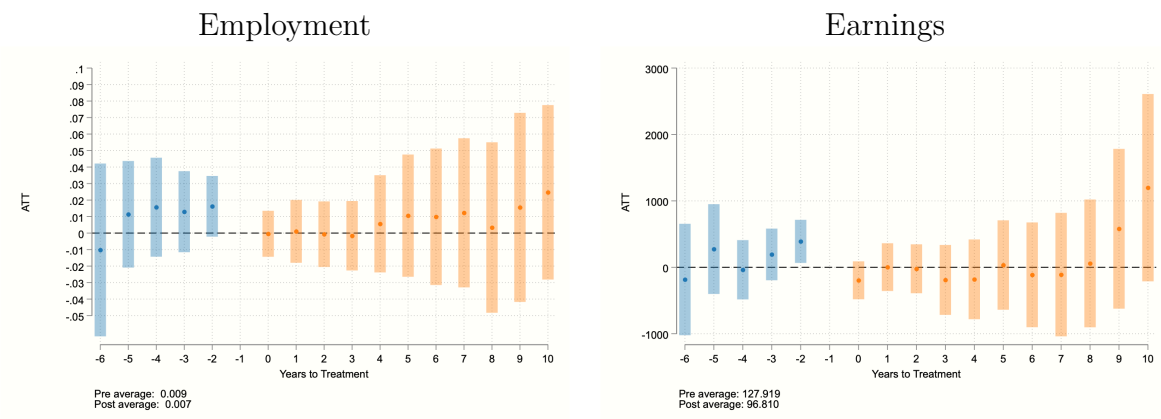 Employment
Earnings
.1
.09
.08
.07
.06
.05
.04
.03
.02
.01
0
-.01
-.02
-.03
-.04
-.05
ATT
-6 -5 -4 -3 -2 -1 0 1 2 3 4 5 6 7 8 9 10
Years to Treatment
Pre average: 0.009
Post average: 0.007
3000
2000
1000
0
-1000
ATT
-6 -5 -4 -3 -2 -1 0 1 2 3 4 5 6 7 8 9 10
Years to Treatment
Pre average: 127.919
Post average: 96.810